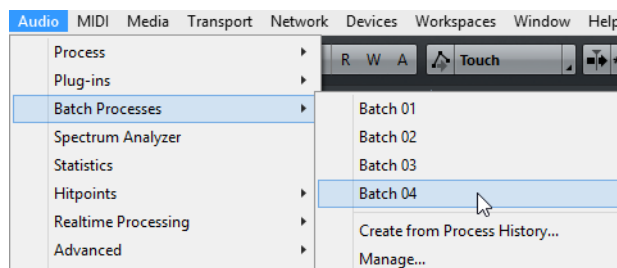 Audio MIDI Media Transport Network Devices Workspaces Window Help
Process
R W A Touch
Plug-ins
Batch Processes
Batch 01
Spectrum Analyzer
Batch 02
Statistics
Batch 03
Hitpoints
Batch 04
Realtime Processing
Create from Process History...
Advanced
Manage...